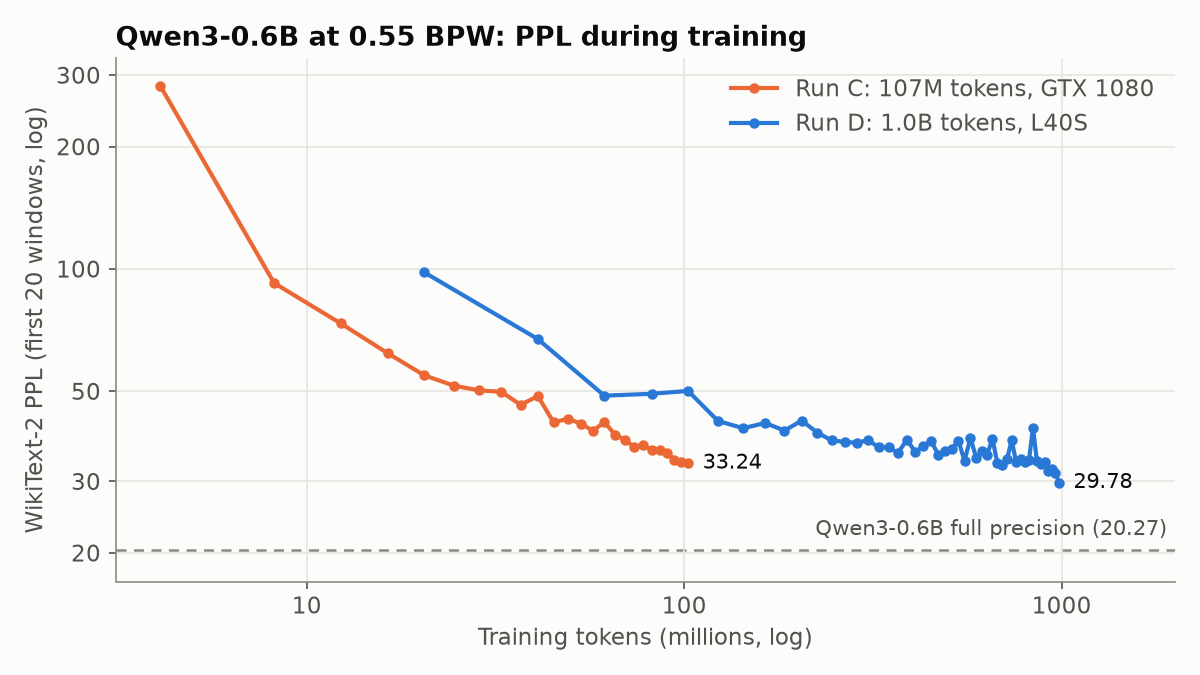 Qwen3-0.6B at 0.55 BPW: PPL during training
WikiText-2 PPL (first 20 windows, log)
300
200
100
50
30
20
Run C: 107M tokens, GTX 1080
Run D: 1.0B tokens, L40S
33.24
29.78
Qwen3-0.6B full precision (20.27)
10
100
1000
Training tokens (millions, log)